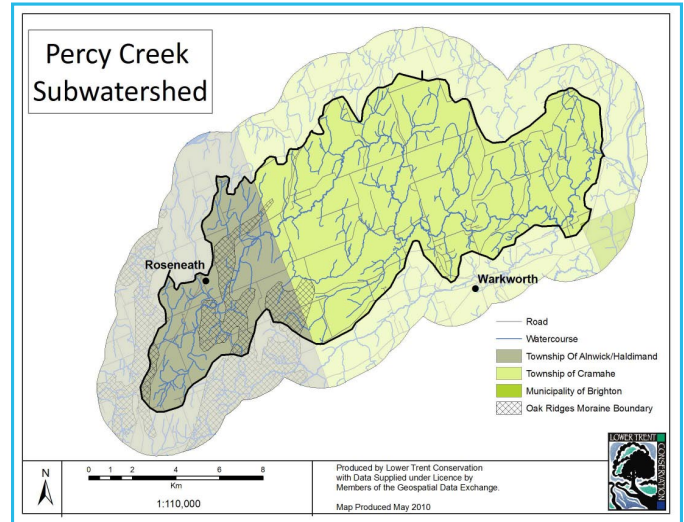 Percy Creek
Subwatershed
Roseneath
Warkworth
Road
Watercourse
Township Of Alnwick/Haldimand
Township of Cramahe
Municipality of Brighton
Oak Ridges Moraine Boundary
N
0 1 2 4 6 8
Km
1:110,000
Produced by Lower Trent Conservation
with Data Supplied under Licence by
Members of the Geospatial Data Exchange.
Map Produced May 2010
LOWER TRENT
CONSERVATION